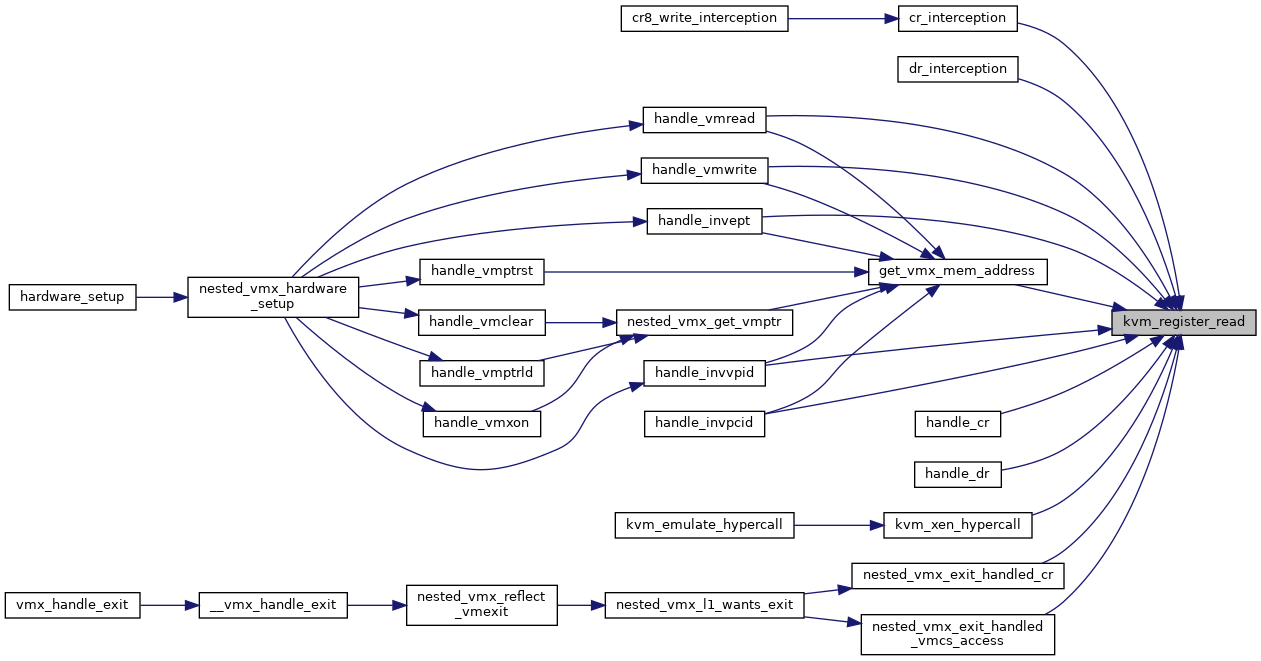 cr8_write_interception
cr_interception
dr_interception
handle_vmread
handle_vmwrite
handle_invept
get_vmx_mem_address
handle_vmptrst
nested_vmx_hardware
_setup
hardware_setup
handle_vmclear
nested_vmx_get_vmptr
kvm_register_read
handle_vmptrld
handle_invvpid
handle_vmxon
handle_invpcid
handle_cr
handle_dr
kvm_emulate_hypercall
kvm_xen_hypercall
nested_vmx_exit_handled_cr
vmx_handle_exit
__vmx_handle_exit
nested_vmx_reflect
_vmexit
nested_vmx_l1_wants_exit
nested_vmx_exit_handled
_vmcs_access